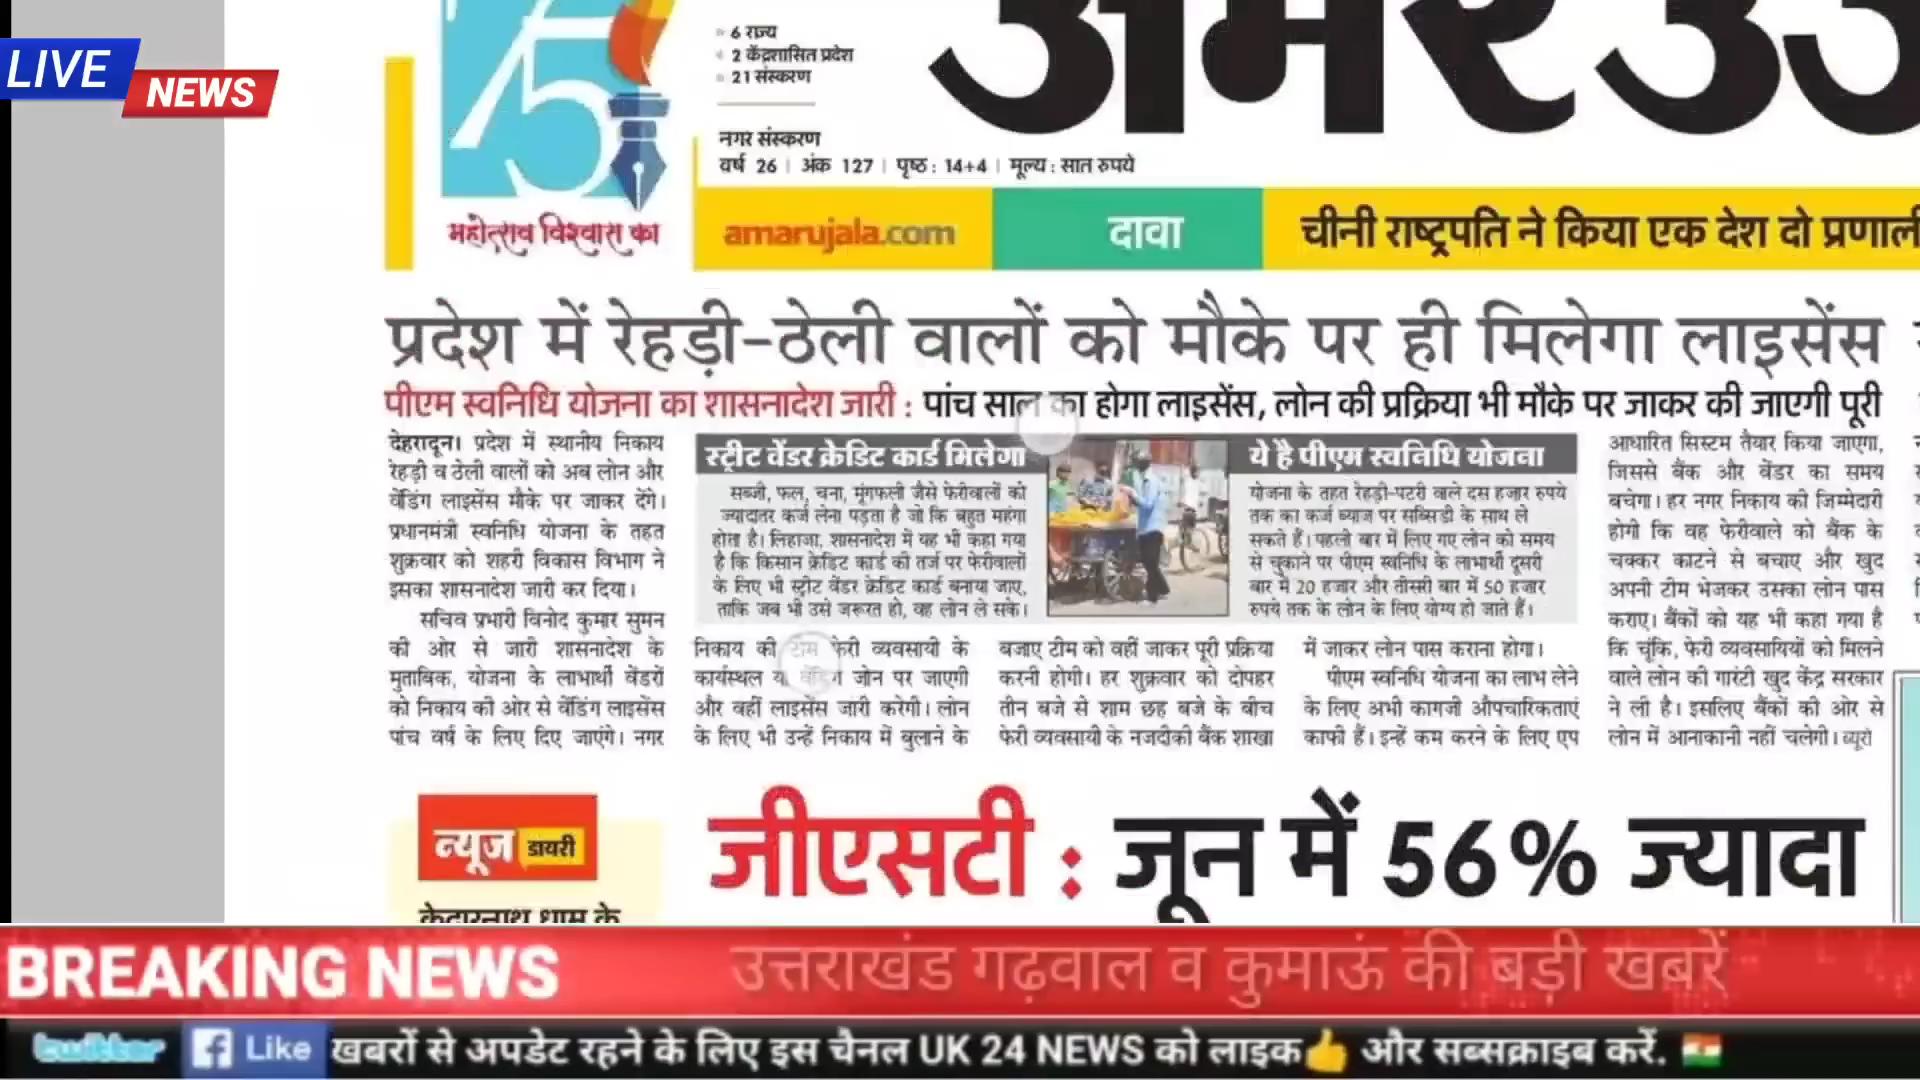 LIVE
NEWS
75
महोत्सव विश्वास का
6 राज्य
2 केंद्रशासित प्रदेश
21 संस्करण
नगर संस्करण
वर्ष 26 | अंक 127 | पृष्ठ : 14+4 | मूल्य : सात रुपये
अमर उज
amarujala.com
दावा
चीनी राष्ट्रपति ने किया एक देश दो प्रणाल
प्रदेश में रेहड़ी-ठेली वालों को मौके पर ही मिलेगा लाइसेंस
पीएम स्वनिधि योजना का शासनादेश जारी : पांच साल का होगा लाइसेंस, लोन की प्रक्रिया भी मौके पर जाकर की जाएगी पूरी
देहरादून। प्रदेश में स्थानीय निकाय
रेहड़ी व ठेली वालों को अब लोन और
वेंडिंग लाइसेंस मौके पर जाकर देंगे।
प्रधानमंत्री स्वनिधि योजना के तहत
शुक्रवार को शहरी विकास विभाग ने
इसका शासनादेश जारी कर दिया।
सचिव प्रभारी विनोद कुमार सुमन
की ओर से जारी शासनादेश के
मुताबिक, योजना के लाभार्थी वेंडरों
को निकाय की ओर से वेंडिंग लाइसेंस
पांच वर्ष के लिए दिए जाएंगे। नगर
स्ट्रीट वेंडर क्रेडिट कार्ड मिलेगा
सब्जी, फल, चना, मूंगफली जैसे फेरीवालों को
ज्यादातर कर्ज लेना पड़ता है जो कि बहुत महंगा
होता है। लिहाजा, शासनादेश में यह भी कहा गया
है कि किसान क्रेडिट कार्ड की तर्ज पर फेरीवालों
के लिए भी स्ट्रीट वेंडर क्रेडिट कार्ड बनाया जाए,
ताकि जब भी उसे जरूरत हो, वह लोन ले सके।
ये है पीएम स्वनिधि योजना
योजना के तहत रेहड़ी-पटरी वाले दस हजार रुपये
तक का कर्ज ब्याज पर सब्सिडी के साथ ले
सकते हैं। पहली बार में लिए गए लोन को समय
से चुकाने पर पीएम स्वनिधि के लाभार्थी दूसरी
बार में 20 हजार और तीसरी बार में 50 हजार
रुपये तक के लोन के लिए योग्य हो जाते हैं।
निकाय की टीम फेरी व्यवसायी के
कार्यस्थल या वेंडिंग जोन पर जाएगी
और वहीं लाइसेंस जारी करेगी। लोन
के लिए भी उन्हें निकाय में बुलाने के
बजाए टीम को वहीं जाकर पूरी प्रक्रिया
करनी होगी। हर शुक्रवार को दोपहर
तीन बजे से शाम छह बजे के बीच
फेरी व्यवसायी के नजदीकी बैंक शाखा
में जाकर लोन पास कराना होगा।
पीएम स्वनिधि योजना का लाभ लेने
के लिए अभी कागजी औपचारिकताएं
काफी हैं। इन्हें कम करने के लिए एप
आधारित सिस्टम तैयार किया जाएगा,
जिससे बैंक और वेंडर का समय
बचेगा। हर नगर निकाय की जिम्मेदारी
होगी कि वह फेरीवाले को बैंक के
चक्कर काटने से बचाए और खुद
अपनी टीम भेजकर उसका लोन पास
कराए। बैंकों को यह भी कहा गया है
कि चूंकि, फेरी व्यवसायियों को मिलने
वाले लोन की गारंटी खुद केंद्र सरकार
ने ली है। इसलिए बैंकों की ओर से
लोन में आनाकानी नहीं चलेगी। ब्यूरो
न्यूज डायरी
केदारनाथ धाम के
जीएसटी : जून में 56% ज्यादा
BREAKING NEWS
उत्तराखंड गढ़वाल व कुमाऊं की बड़ी खबरें
twitter
Like
खबरों से अपडेट रहने के लिए इस चैनल UK 24 NEWS को लाइक👍 और सब्सक्राइब करें. 🇮🇳